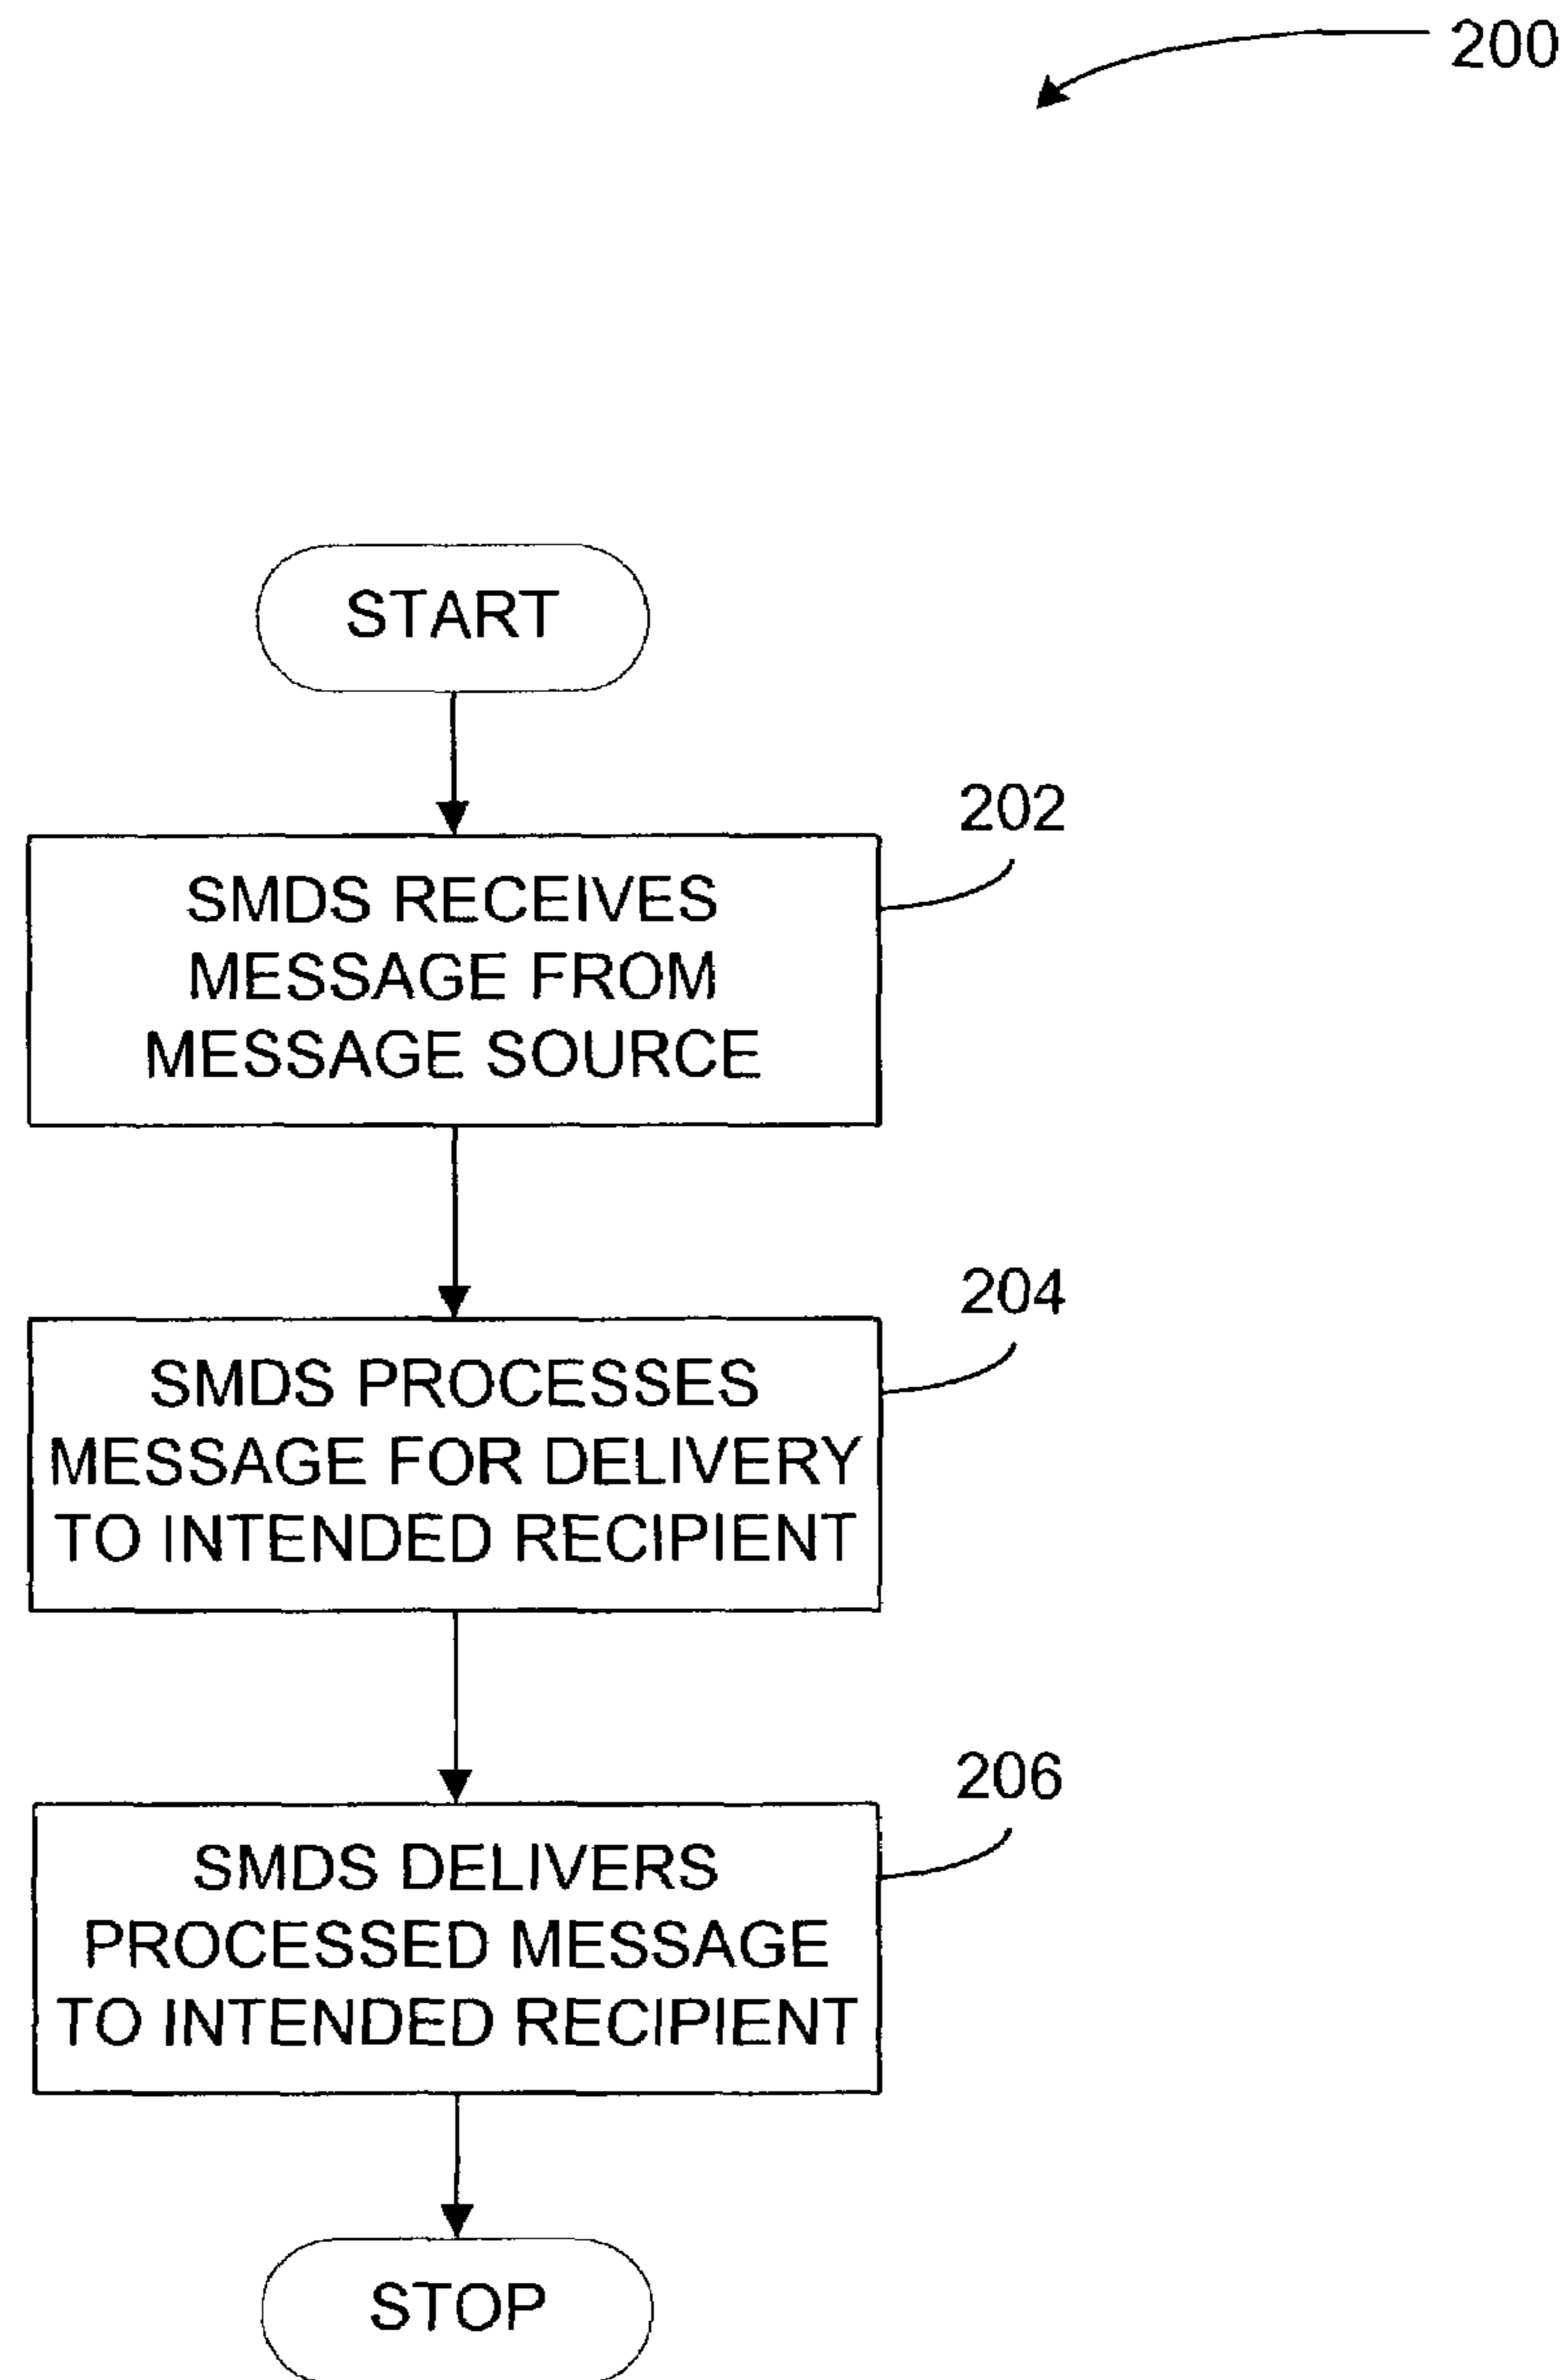 200
START
202
SMDS RECEIVES
MESSAGE FROM
MESSAGE SOURCE
204
SMDS PROCESSES
MESSAGE FOR DELIVERY
TO INTENDED RECIPIENT
206
SMDS DELIVERS
PROCESSED MESSAGE
TO INTENDED RECIPIENT
STOP